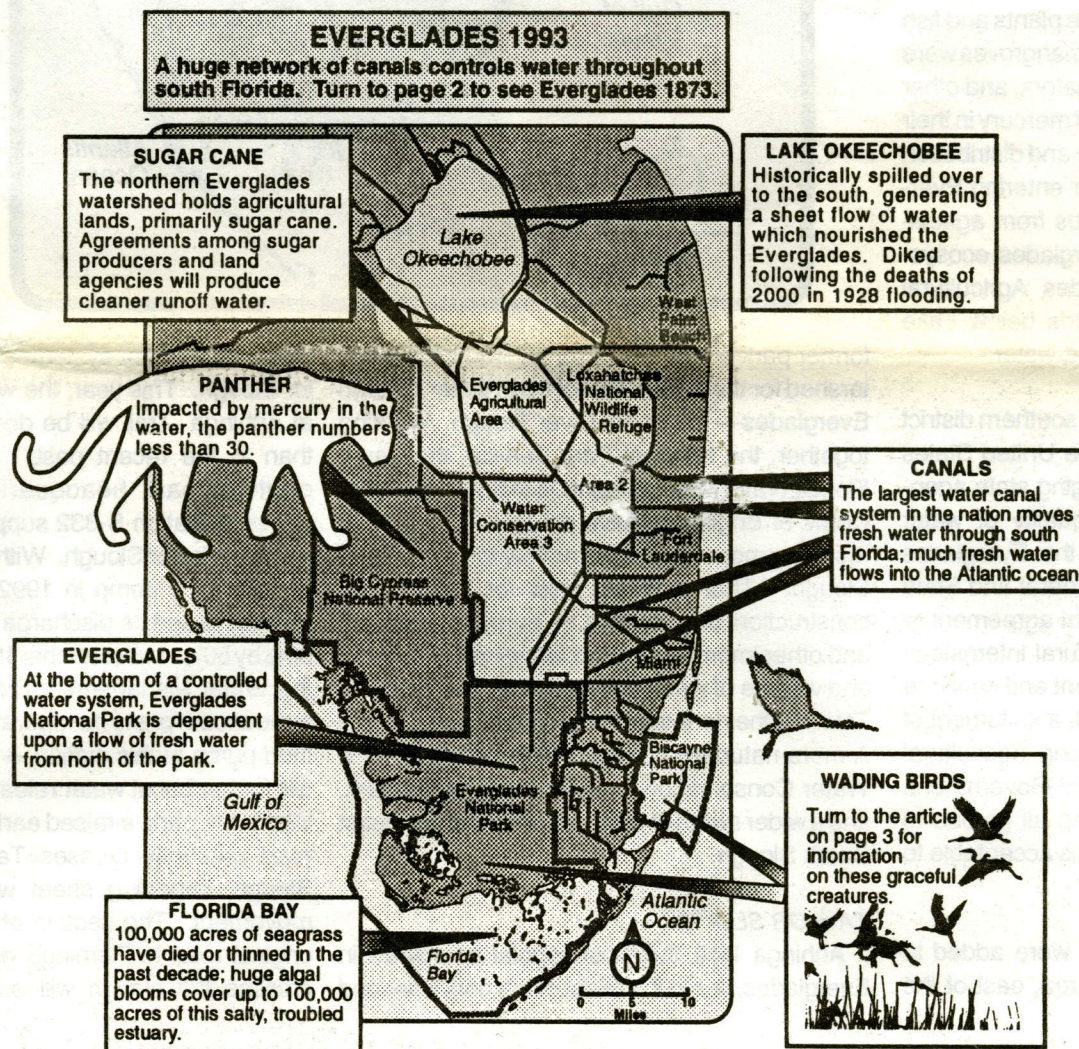 EVERGLADES 1993
A huge network of canals controls water throughout
south Florida. Turn to page 2 to see Everglades 1873.
SUGAR CANE
The northern Everglades
watershed holds agricultural
lands, primarily sugar cane.
Agreements among sugar
producers and land
agencies will produce
cleaner runoff water.
LAKE OKEECHOBEE
Historically spilled over
to the south, generating
a sheet flow of water
which nourished the
Everglades. Diked
following the deaths of
2000 in 1928 flooding.
Lake
Okeechobee
West
Palm
Beach
PANTHER
Impacted by mercury in the
water, the panther numbers
less than 30.
Everglades
Agricultural
Area
Loxahatchee
National
Wildlife
Refuge
Area 2
Water
Conservation
Area 3
Fort
Lauderdale
CANALS
The largest water canal
system in the nation moves
fresh water through south
Florida; much fresh water
flows into the Atlantic ocean
Big Cypress
National Preserve
EVERGLADES
At the bottom of a controlled
water system, Everglades
National Park is dependent
upon a flow of fresh water
from north of the park.
Miami
Biscayne
National
Park
Everglades
National
Park
Gulf of
Mexico
WADING BIRDS
Turn to the article
on page 3 for
information
on these graceful
creatures.
FLORIDA BAY
100,000 acres of seagrass
have died or thinned in the
past decade; huge algal
blooms cover up to 100,000
acres of this salty, troubled
estuary.
Atlantic
Ocean
Florida
Bay
N
0 5 10
Miles